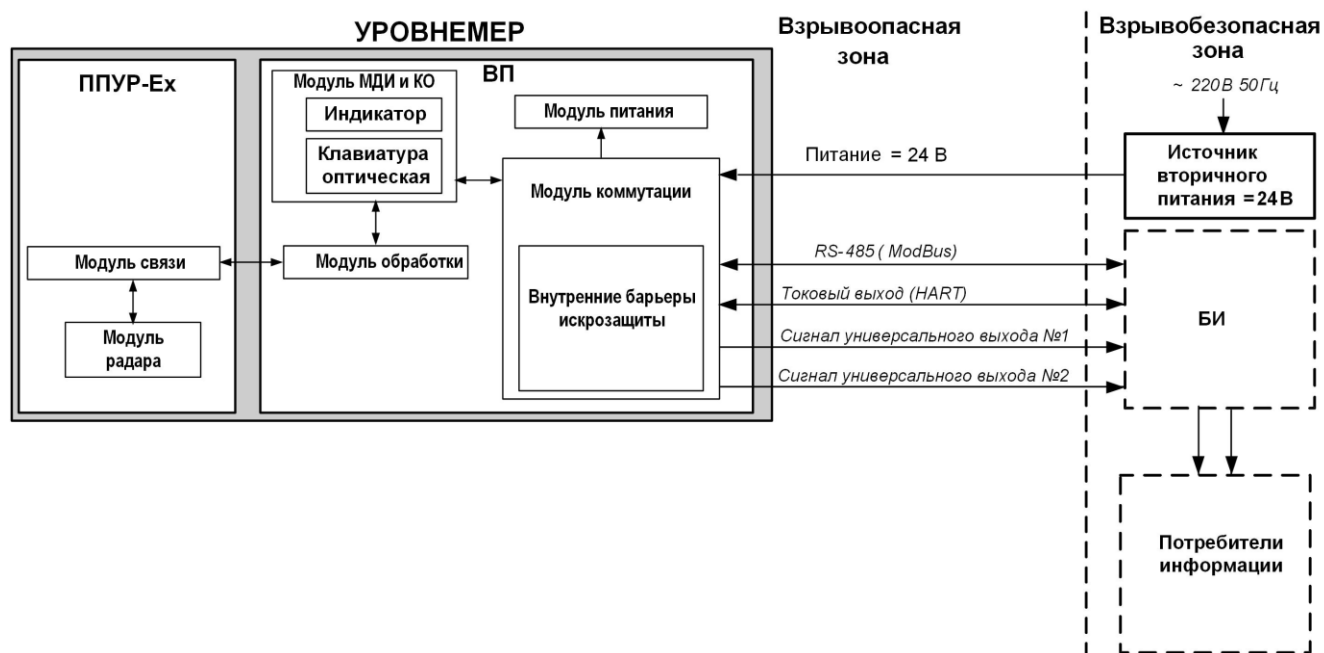 УРОВНЕМЕР
Взрывоопасная
зона
Взрывобезопасная
зона
~ 220В 50Гц
ППУР-Ex
ВП
Модуль МДИ и КО
Индикатор
Клавиатура
оптическая
Модуль питания
Модуль коммутации
Питание = 24 В
Источник
вторичного
питания =24В
Модуль связи
Модуль обработки
Модуль
радара
Внутренние барьеры
искрозащиты
RS-485 ( ModBus)
Токовый выход (HART)
Сигнал универсального выхода №1
Сигнал универсального выхода №2
БИ
Потребители
информации